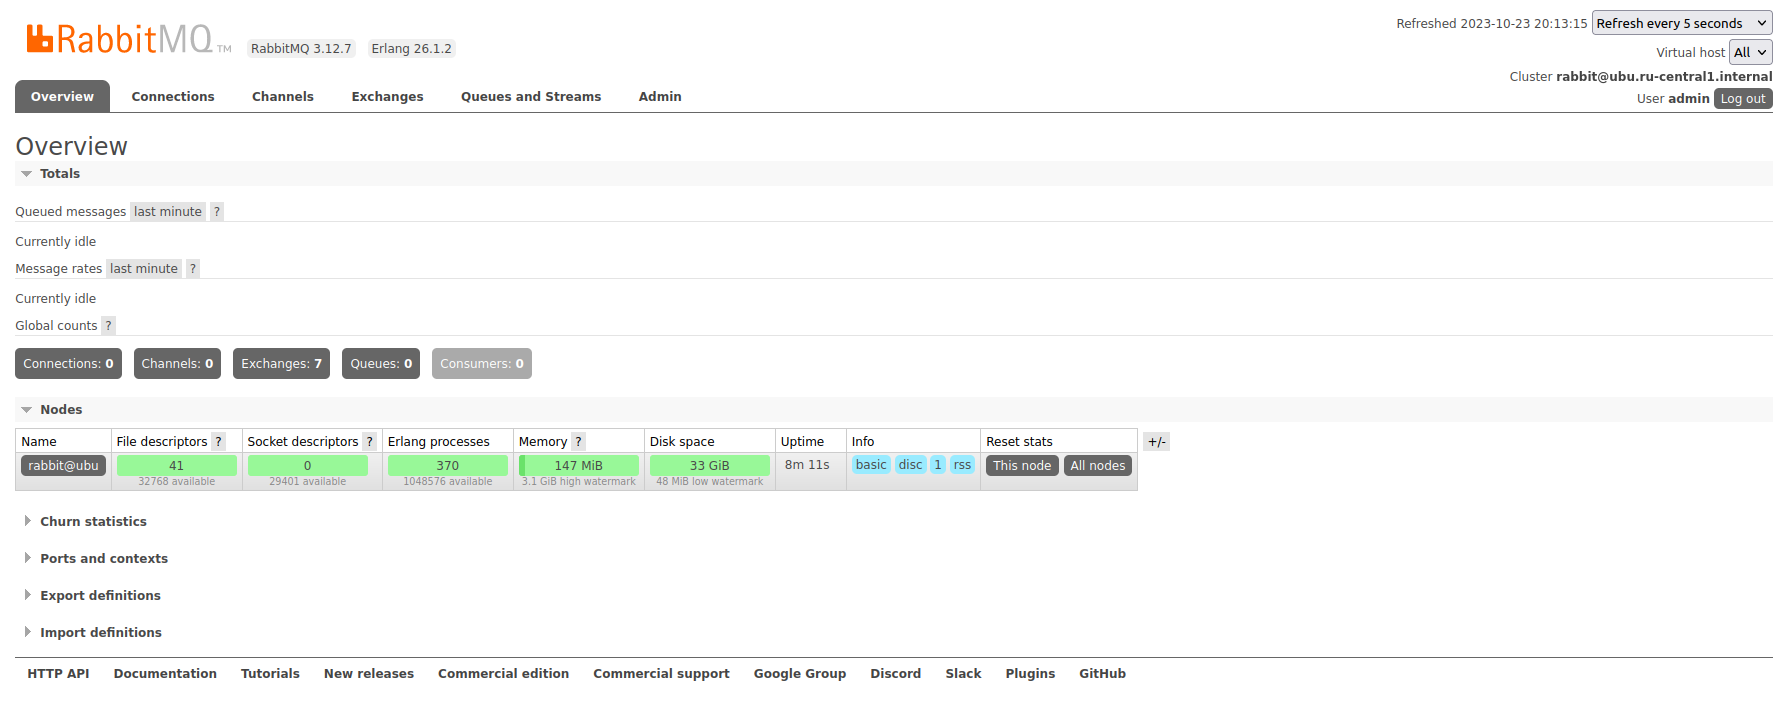 RabbitMQ TM RabbitMQ 3.12.7 Erlang 26.1.2
Refreshed 2023-10-23 20:13:15 Refresh every 5 seconds
Virtual host All
Cluster rabbit@ubu.ru-central1.internal
User admin Log out
Overview Connections Channels Exchanges Queues and Streams Admin
Overview
Totals
Queued messages last minute ?
Currently idle
Message rates last minute ?
Currently idle
Global counts ?
Connections: 0 Channels: 0 Exchanges: 7 Queues: 0 Consumers: 0
Nodes
Name File descriptors ? Socket descriptors ? Erlang processes Memory ? Disk space Uptime Info Reset stats +/-
rabbit@ubu 41 0 370 147 MiB 33 GiB 8m 11s basic disc 1 rss This node All nodes
32768 available 29401 available 1048576 available 3.1 GiB high watermark 48 MiB low watermark
Churn statistics
Ports and contexts
Export definitions
Import definitions
HTTP API Documentation Tutorials New releases Commercial edition Commercial support Google Group Discord Slack Plugins GitHub